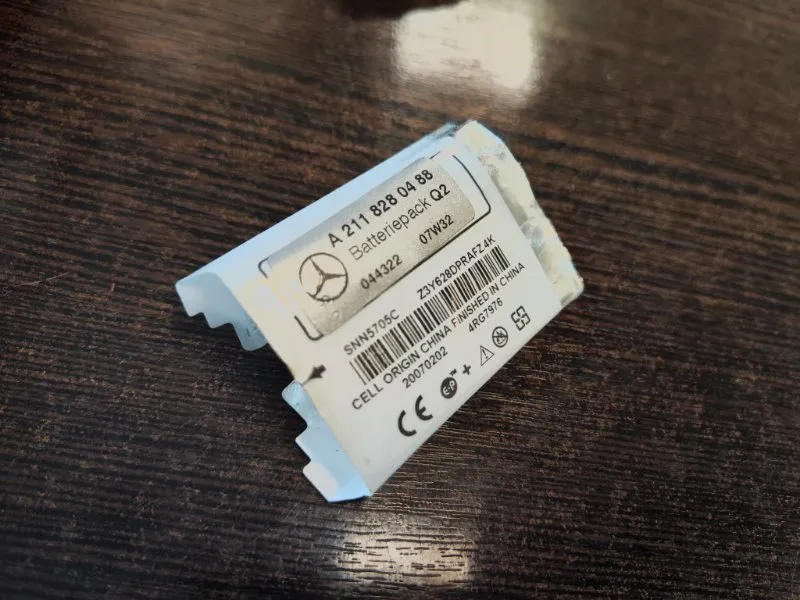 A 211 828 04 88
Batteriepack Q2
044322 07W32
SNN5705C Z3Y628DPRAFZ4K
CELL ORIGIN CHINA FINISHED IN CHINA
20070202 4RG7976
CE E-P™ +